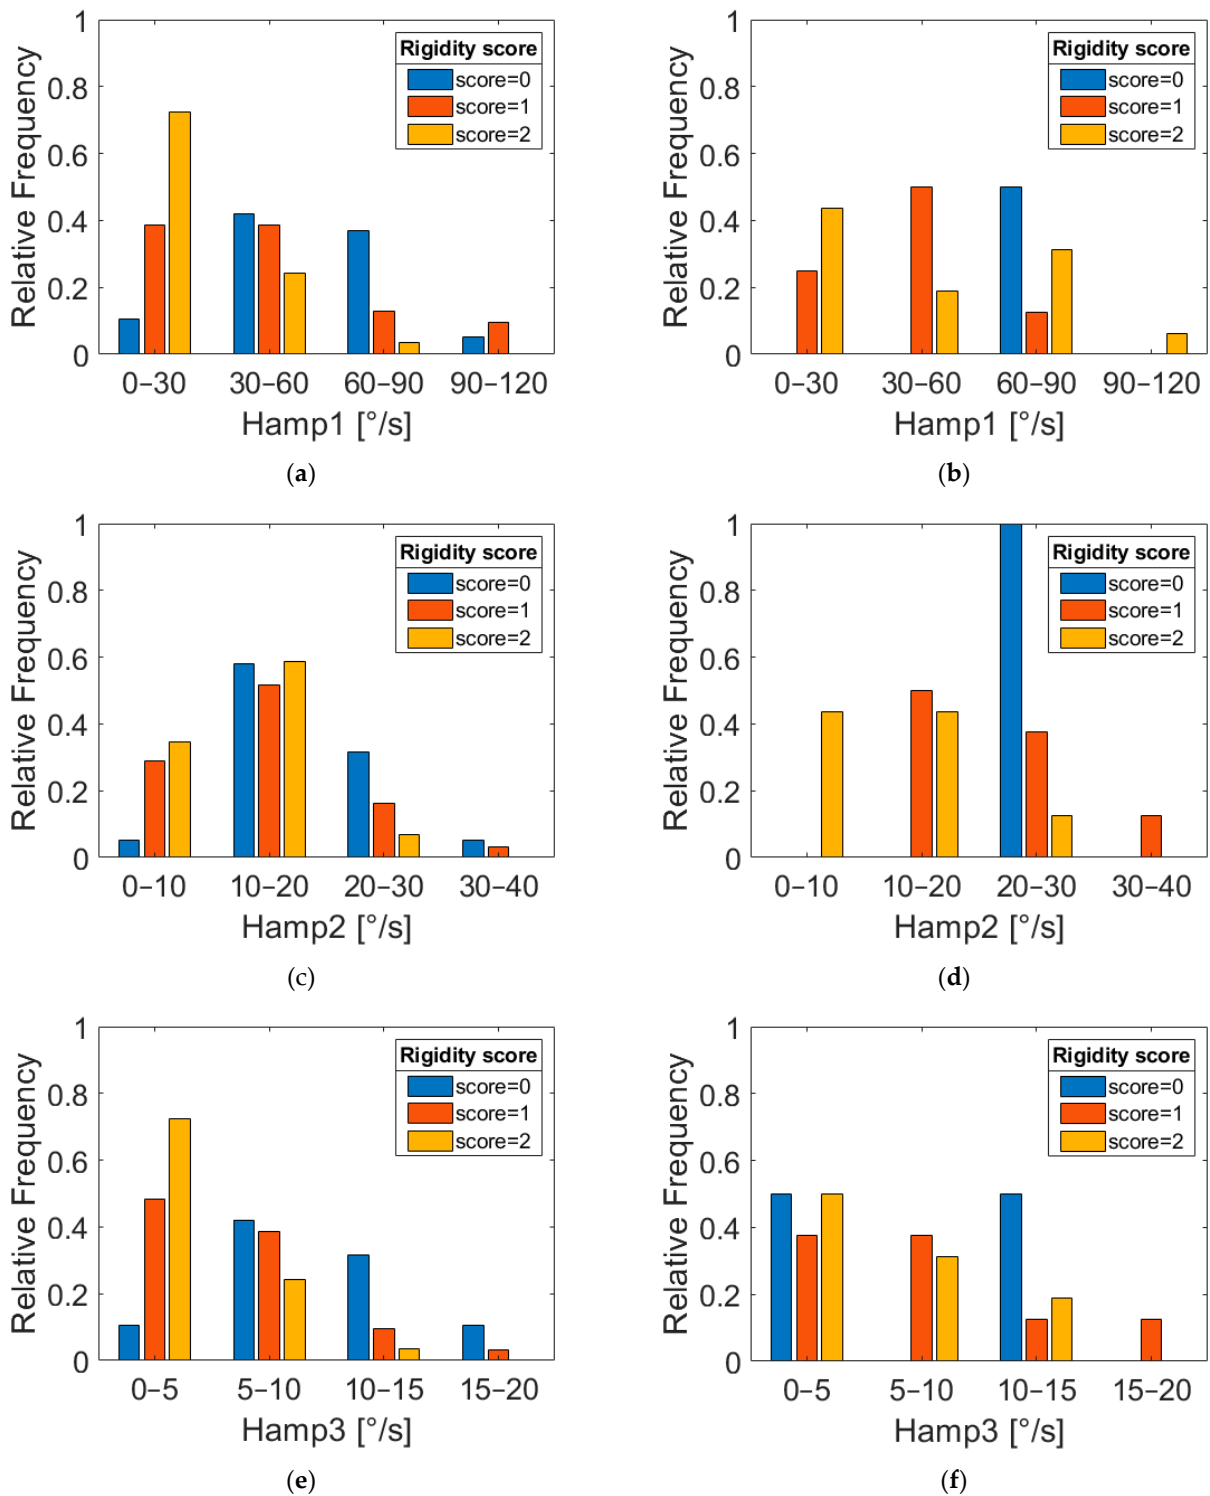 Relative Frequency
1
0.8
0.6
0.4
0.2
0
Rigidity score
score=0
score=1
score=2
0-30 30-60 60-90 90-120
Hamp1 [°/s]
(a)
Relative Frequency
1
0.8
0.6
0.4
0.2
0
Rigidity score
score=0
score=1
score=2
0-30 30-60 60-90 90-120
Hamp1 [°/s]
(b)
Relative Frequency
1
0.8
0.6
0.4
0.2
0
Rigidity score
score=0
score=1
score=2
0-10 10-20 20-30 30-40
Hamp2 [°/s]
(c)
Relative Frequency
1
0.8
0.6
0.4
0.2
0
Rigidity score
score=0
score=1
score=2
0-10 10-20 20-30 30-40
Hamp2 [°/s]
(d)
Relative Frequency
1
0.8
0.6
0.4
0.2
0
Rigidity score
score=0
score=1
score=2
0-5 5-10 10-15 15-20
Hamp3 [°/s]
(e)
Relative Frequency
1
0.8
0.6
0.4
0.2
0
Rigidity score
score=0
score=1
score=2
0-5 5-10 10-15 15-20
Hamp3 [°/s]
(f)